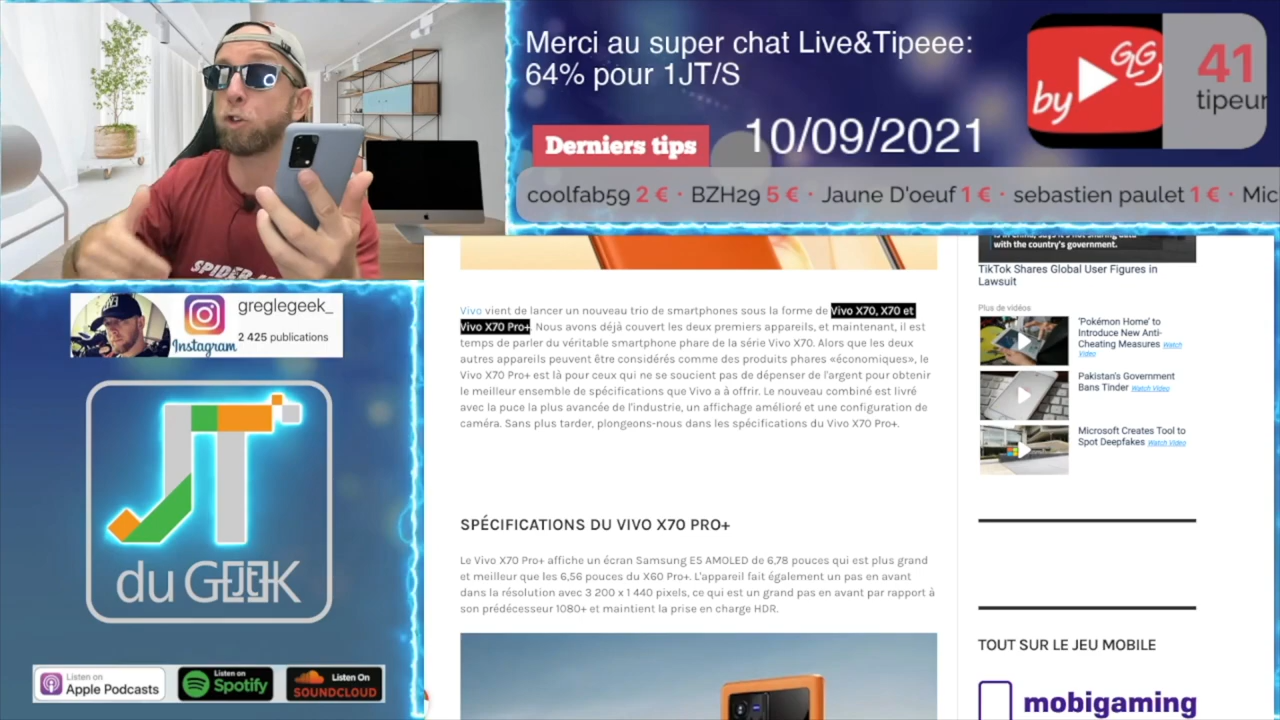 Merci au super chat Live&Tipeee:
64% pour 1JT/S
by GLG
41
tipeur
Derniers tips
10/09/2021
coolfab59 2 € · BZH29 5 € · Jaune D'oeuf 1 € · sebastien paulet 1 € · Mic
SPIDER
greglegeek_
2 425 publications
Instagram
JT
du GEEK
Listen on
Apple Podcasts
Listen on
Spotify
Listen On
SOUNDCLOUD
Vivo vient de lancer un nouveau trio de smartphones sous la forme de Vivo X70, X70 et
Vivo X70 Pro+. Nous avons déjà couvert les deux premiers appareils, et maintenant, il est
temps de parler du véritable smartphone phare de la série Vivo X70. Alors que les deux
autres appareils peuvent être considérés comme des produits phares «économiques», le
Vivo X70 Pro+ est là pour ceux qui ne se soucient pas de dépenser de l'argent pour obtenir
le meilleur ensemble de spécifications que Vivo a à offrir. Le nouveau combiné est livré
avec la puce la plus avancée de l'industrie, un affichage amélioré et une configuration de
caméra. Sans plus tarder, plongeons-nous dans les spécifications du Vivo X70 Pro+.
SPÉCIFICATIONS DU VIVO X70 PRO+
Le Vivo X70 Pro+ affiche un écran Samsung E5 AMOLED de 6,78 pouces qui est plus grand
et meilleur que les 6,56 pouces du X60 Pro+. L'appareil fait également un pas en avant
dans la résolution avec 3 200 x 1 440 pixels, ce qui est un grand pas en avant par rapport à
son prédécesseur 1080+ et maintient la prise en charge HDR.
with the country's government.
TikTok Shares Global User Figures in
Lawsuit
Plus de vidéos
'Pokémon Home' to
Introduce New Anti-
Cheating Measures Watch
Video
Pakistan's Government
Bans Tinder Watch Video
Microsoft Creates Tool to
Spot Deepfakes Watch Video
TOUT SUR LE JEU MOBILE
mobigaming